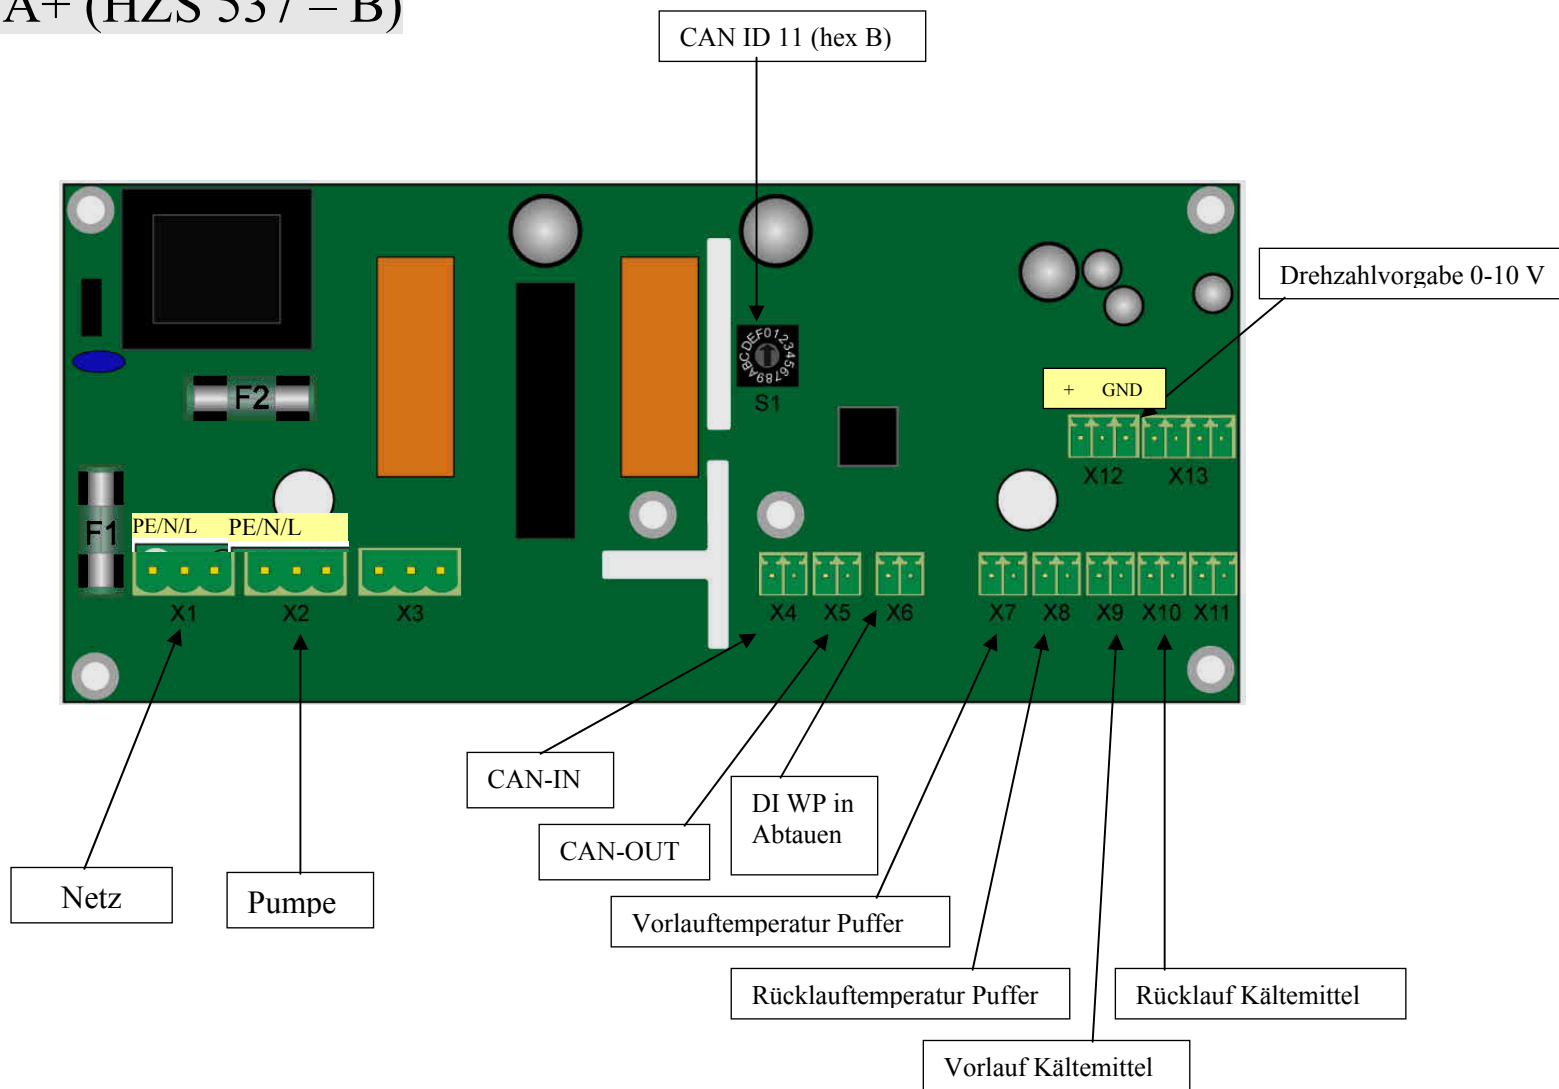 A+ (HZS 537 – B)
CAN ID 11 (hex B)
Drehzahlvorgabe 0-10 V
F2
0123456789ABCDEF
S1
+ GND
X12 X13
F1
PE/N/L PE/N/L
X1 X2 X3 X4 X5 X6 X7 X8 X9 X10 X11
CAN-IN
DI WP in
Abtauen
CAN-OUT
Netz
Pumpe
Vorlauftemperatur Puffer
Rücklauftemperatur Puffer
Rücklauf Kältemittel
Vorlauf Kältemittel